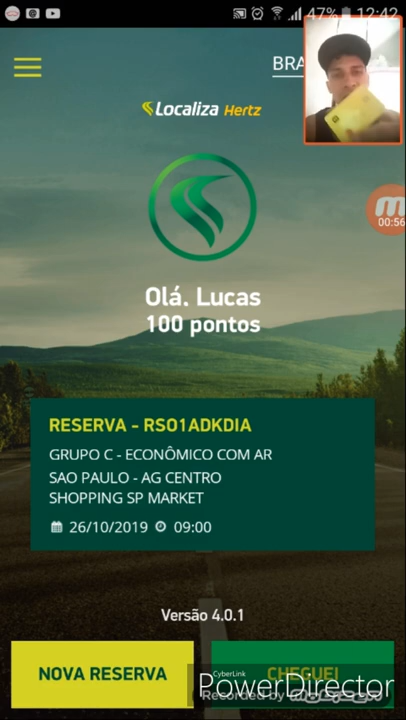 47% 12:42
BRA
Localiza Hertz
00:56
Olá. Lucas
100 pontos
RESERVA - RS01ADKDIA
GRUPO C - ECONÔMICO COM AR
SAO PAULO - AG CENTRO
SHOPPING SP MARKET
26/10/2019 09:00
Versão 4.0.1
NOVA RESERVA
CHEGUEI
CyberLink
PowerDirector
Recorded by